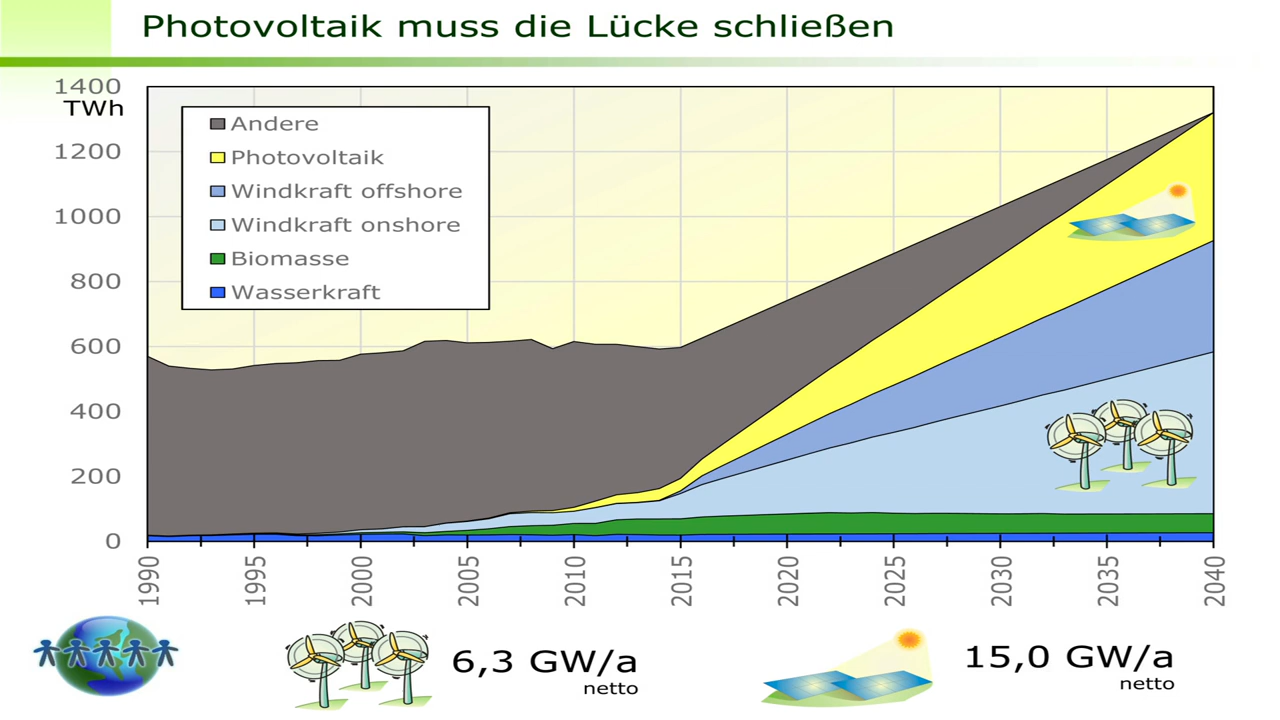 Photovoltaik muss die Lücke schließen
1400
TWh
1200
1000
800
600
400
200
0
Andere
Photovoltaik
Windkraft offshore
Windkraft onshore
Biomasse
Wasserkraft
1990
1995
2000
2005
2010
2015
2020
2025
2030
2035
2040
6,3 GW/a
netto
15,0 GW/a
netto